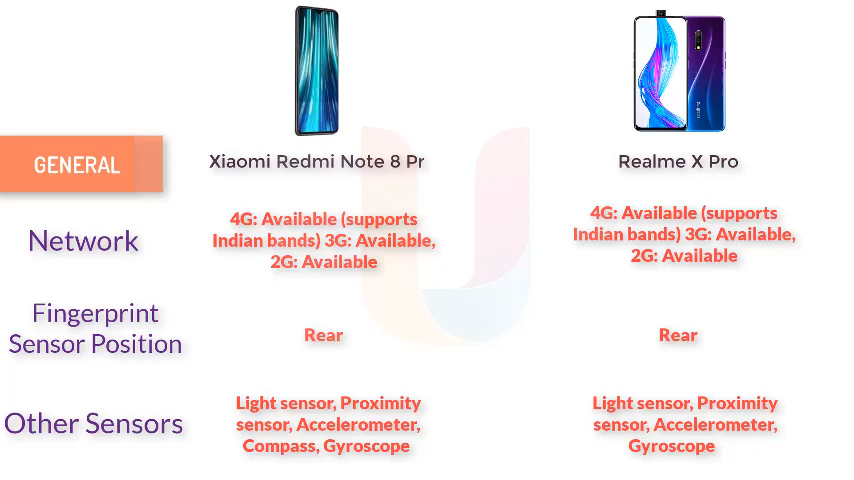 GENERAL
Xiaomi Redmi Note 8 Pr
Realme X Pro
Network
4G: Available (supports
Indian bands) 3G: Available,
2G: Available
4G: Available (supports
Indian bands) 3G: Available,
2G: Available
Fingerprint
Sensor Position
Rear
Rear
Other Sensors
Light sensor, Proximity
sensor, Accelerometer,
Compass, Gyroscope
Light sensor, Proximity
sensor, Accelerometer,
Gyroscope
realme